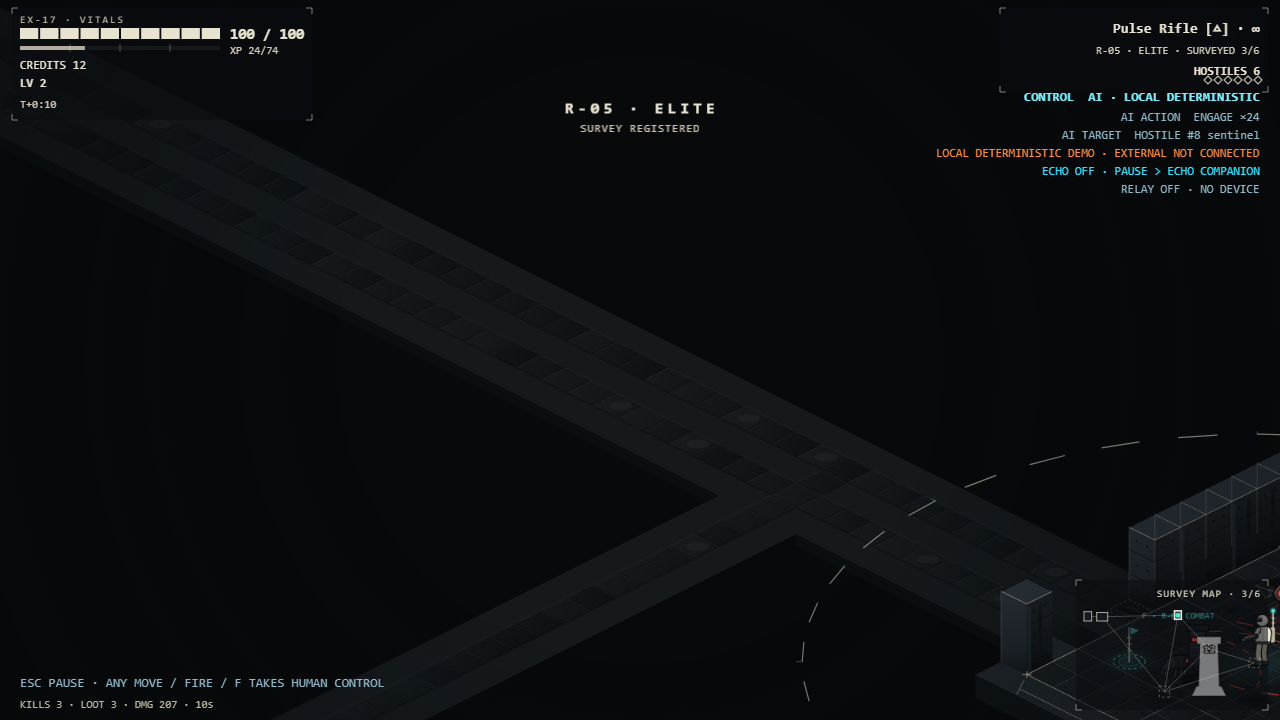 EX-17 · VITALS
100 / 100
XP 24/74
CREDITS 12
LV 2
T+0:10
R-05 · ELITE
SURVEY REGISTERED
Pulse Rifle [▲] · ∞
R-05 · ELITE · SURVEYED 3/6
HOSTILES 6
CONTROL AI · LOCAL DETERMINISTIC
AI ACTION ENGAGE ×24
AI TARGET HOSTILE #8 sentinel
LOCAL DETERMINISTIC DEMO · EXTERNAL NOT CONNECTED
ECHO OFF · PAUSE > ECHO COMPANION
RELAY OFF · NO DEVICE
SURVEY MAP · 3/6
COMBAT
ESC PAUSE · ANY MOVE / FIRE / F TAKES HUMAN CONTROL
KILLS 3 · LOOT 3 · DMG 207 · 10s